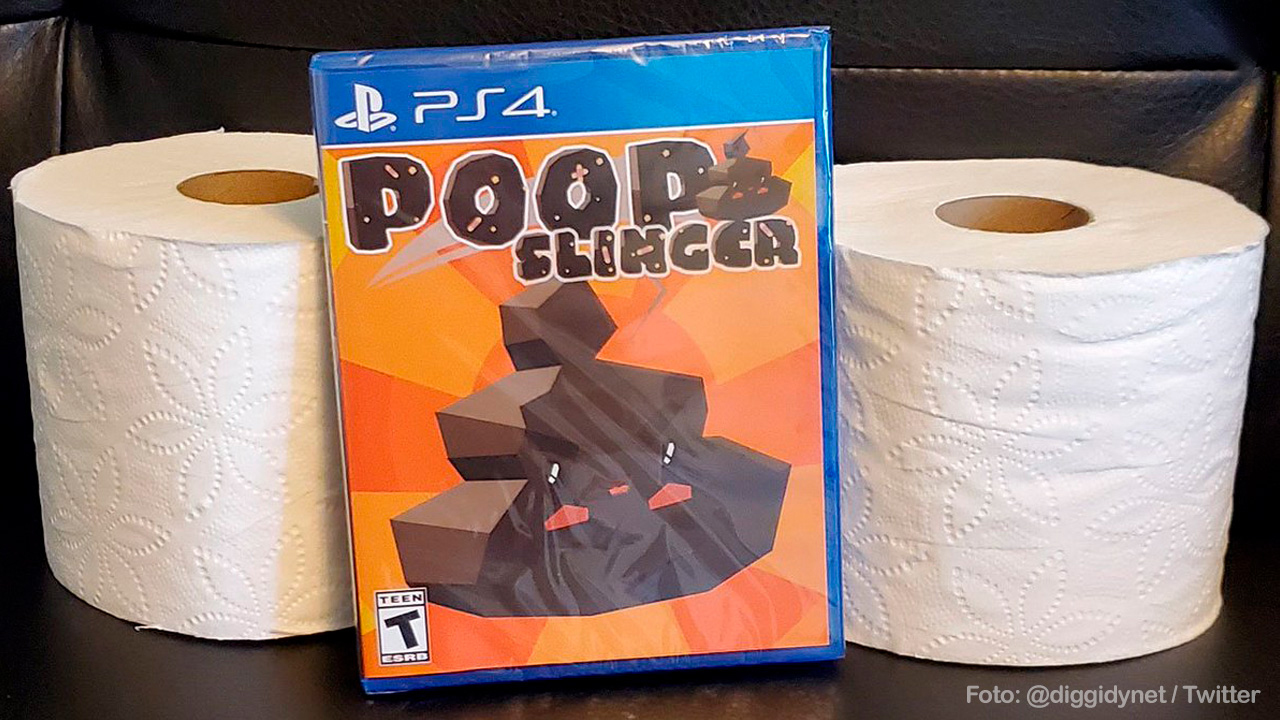 PS4
POOP
SLINGER
TEEN
T
ESRB
Foto: @diggidynet / Twitter